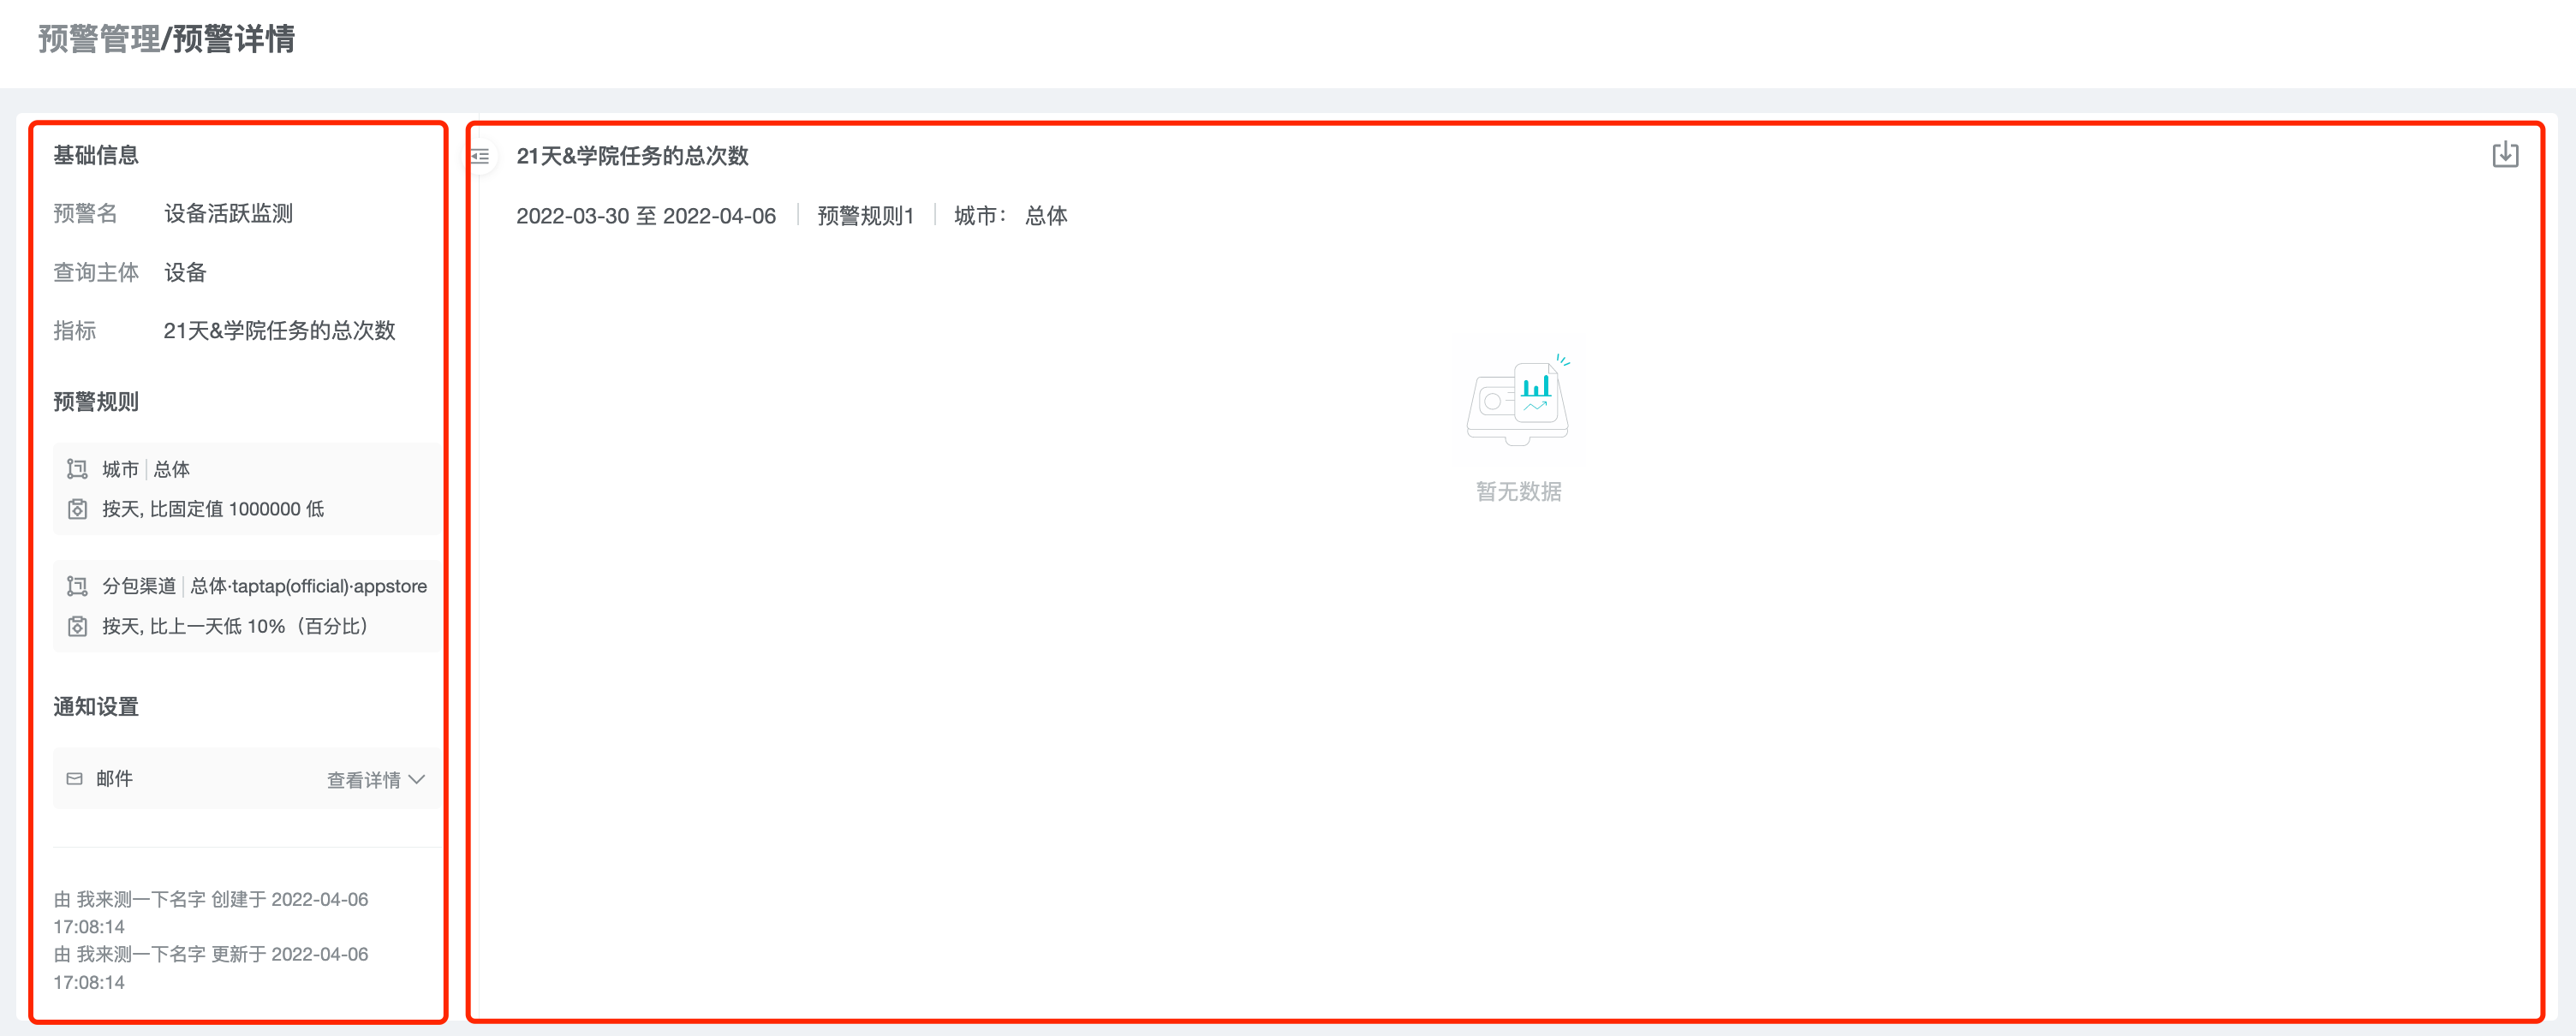 预警管理/预警详情
基础信息
预警名 设备活跃监测
查询主体 设备
指标 21天&学院任务的总次数
预警规则
城市 | 总体
按天, 比固定值 1000000 低
分包渠道 | 总体·taptap(official)·appstore
按天, 比上一天低 10%（百分比）
通知设置
邮件 查看详情
由 我来测一下名字 创建于 2022-04-06
17:08:14
由 我来测一下名字 更新于 2022-04-06
17:08:14
21天&学院任务的总次数
2022-03-30 至 2022-04-06 | 预警规则1 | 城市： 总体
暂无数据